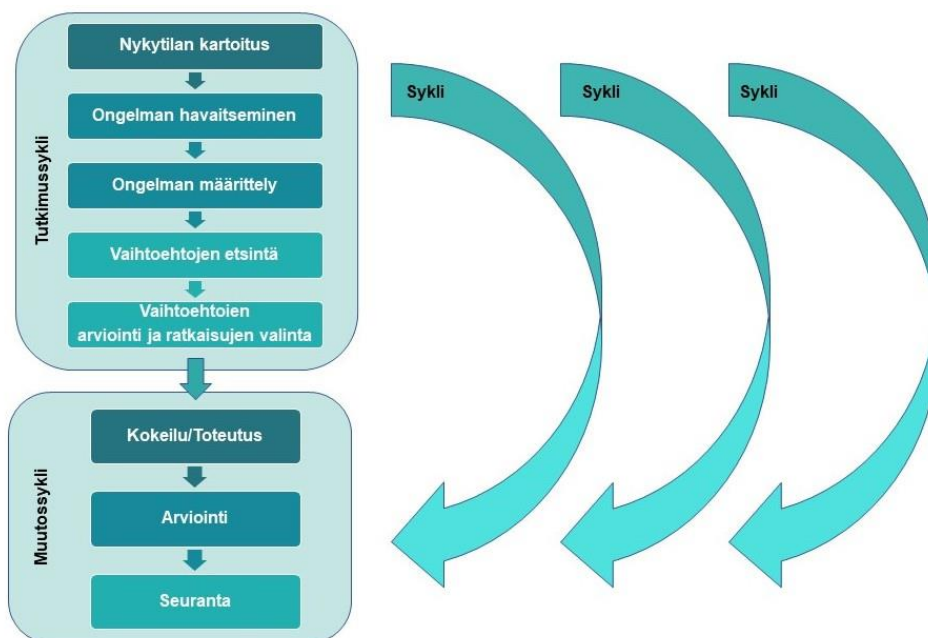 Tutkimussykli
Nykytilan kartoitus
Ongelman havaitseminen
Ongelman määrittely
Vaihtoehtojen etsintä
Vaihtoehtoien
arviointi ja ratkaisujen valinta
Muutossykli
Kokeilu/Toteutus
Arviointi
Seuranta
Sykli
Sykli
Sykli